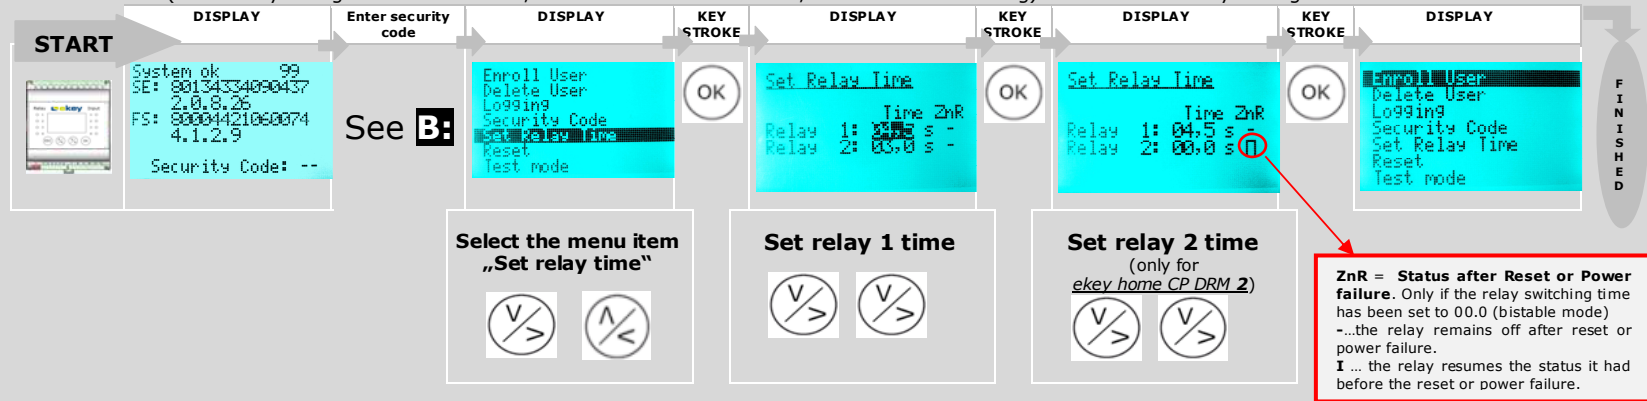 DISPLAY
Enter security
code
DISPLAY
KEY
STROKE
DISPLAY
KEY
STROKE
DISPLAY
KEY
STROKE
DISPLAY
START
ekey
System ok 99
SE: 80134334090437
2.0.8.26
FS: 80004421060074
4.1.2.9
Security Code: --
See B:
Enroll User
Delete User
Logging
Security Code
Set Relay Time
Reset
Test mode
OK
Set Relay Time
Time ZnR
Relay 1: s -
Relay 2: 03,0 s -
OK
Set Relay Time
Time ZnR
Relay 1: 04,5 s -
Relay 2: 00,0 s
OK
Enroll User
Delete User
Logging
Security Code
Set Relay Time
Reset
Test mode
FINISHED
Select the menu item
„Set relay time“
V/>
Λ/<
Set relay 1 time
V/>
V/>
Set relay 2 time
(only for
ekey home CP DRM 2)
V/>
V/>
ZnR = Status after Reset or Power
failure. Only if the relay switching time
has been set to 00.0 (bistable mode)
-...the relay remains off after reset or
power failure.
I ... the relay resumes the status it had
before the reset or power failure.